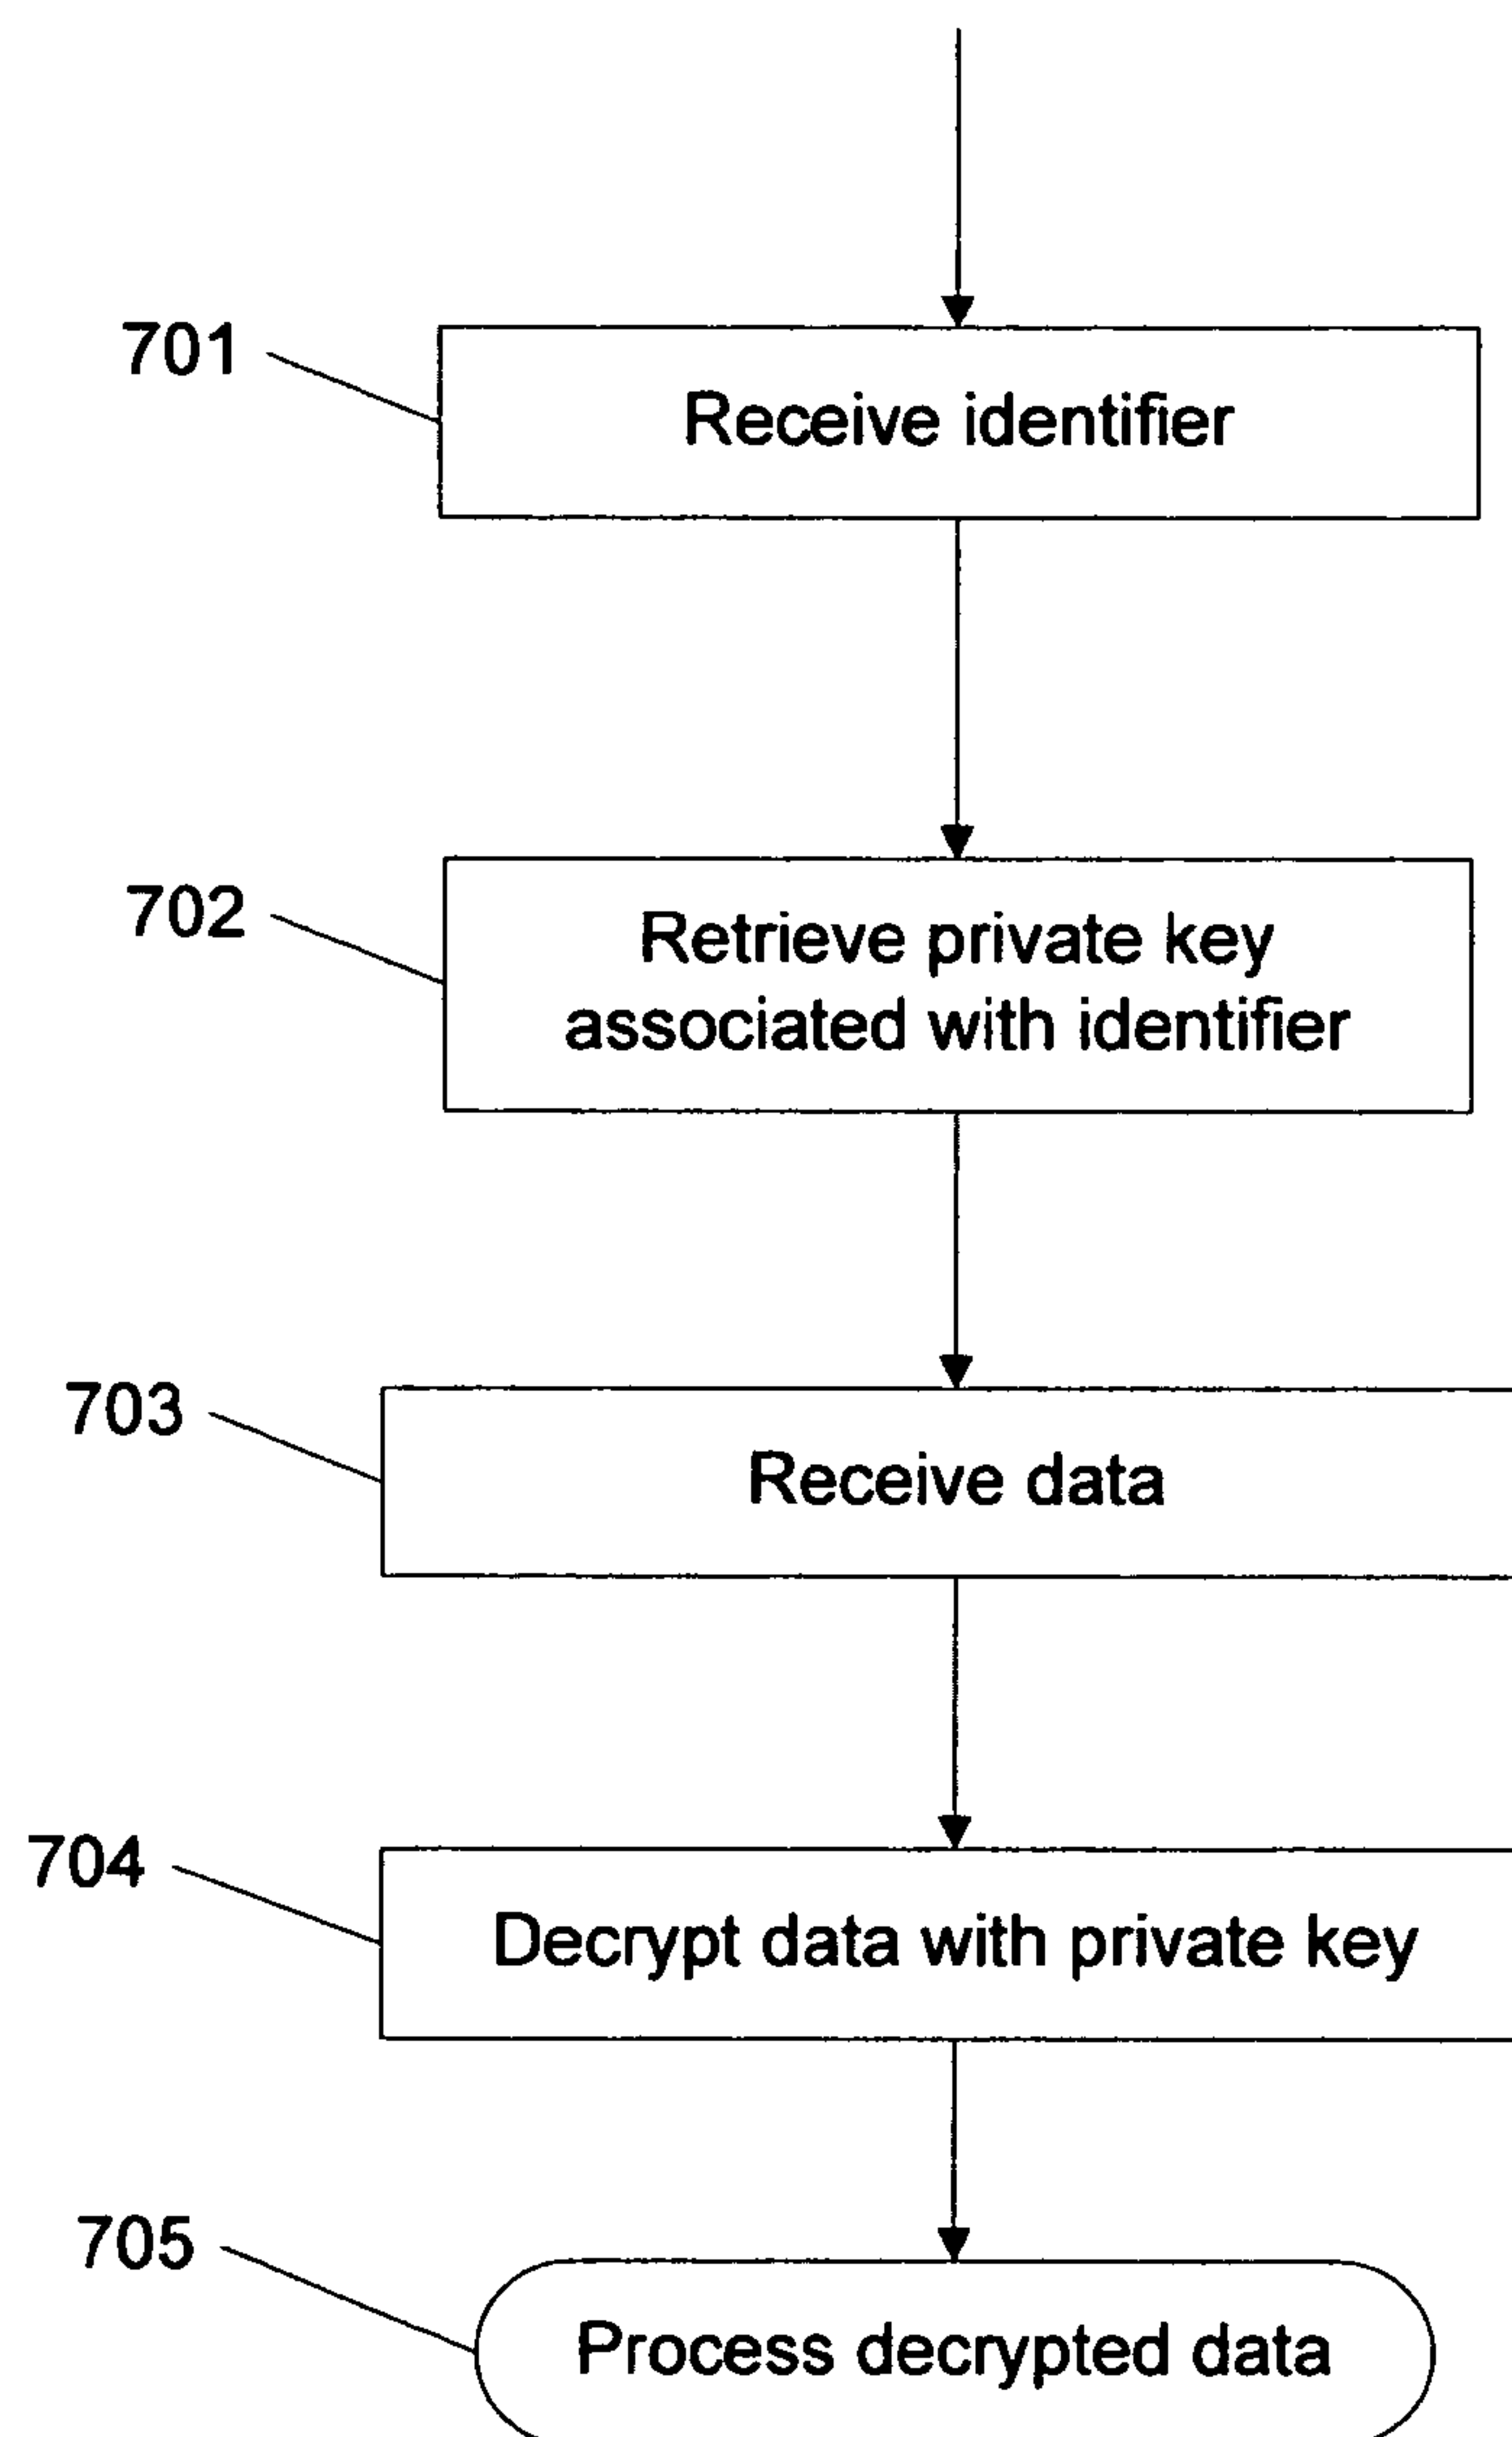 701
Receive identifier
702
Retrieve private key
associated with identifier
703
Receive data
704
Decrypt data with private key
705
Process decrypted data